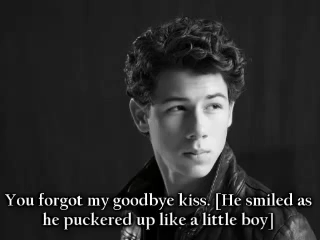 You forgot my goodbye kiss. [He smiled as
he puckered up like a little boy]